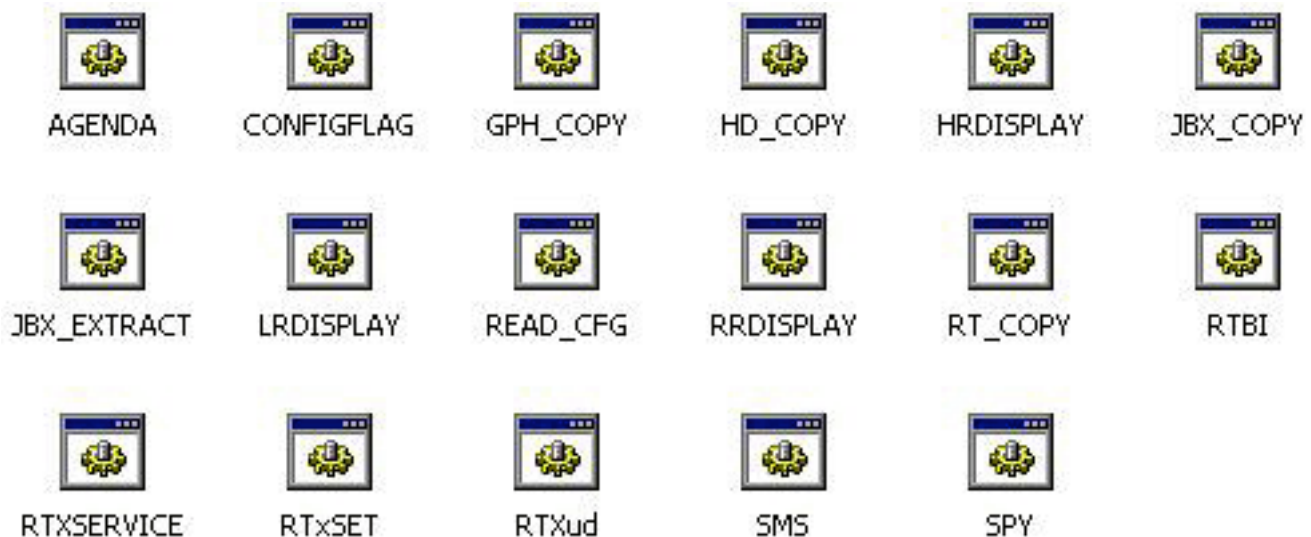 AGENDA CONFIGFLAG GPH_COPY HD_COPY HRDISPLAY JBX_COPY
JBX_EXTRACT LRDISPLAY READ_CFG RRDISPLAY RT_COPY RTBI
RTXSERVICE RTxSET RTXud SMS SPY